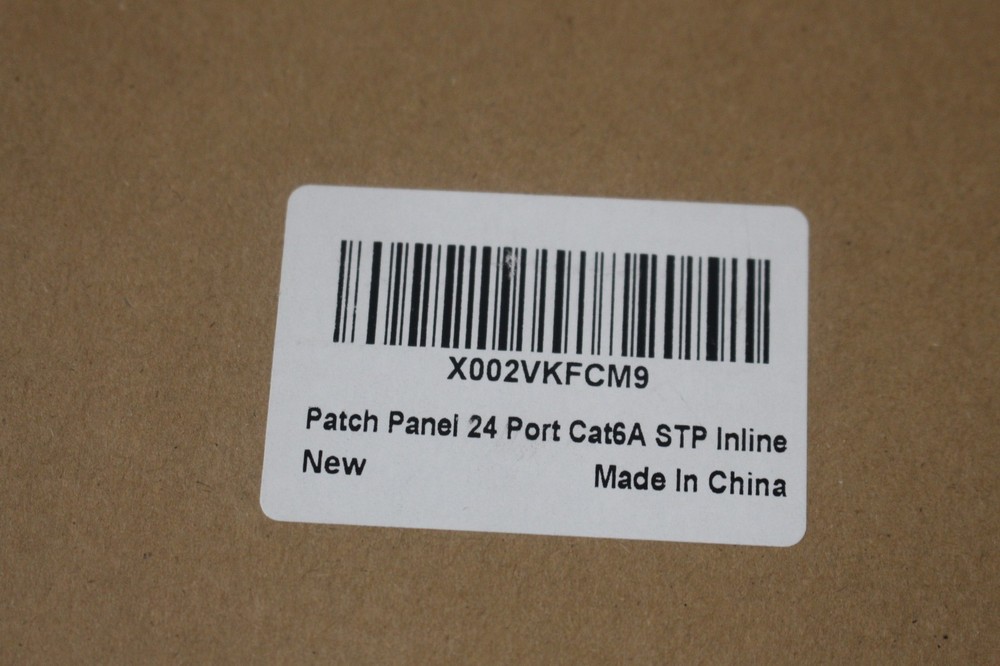 X002VKFCM9
Patch Panel 24 Port Cat6A STP Inline
New
Made In China